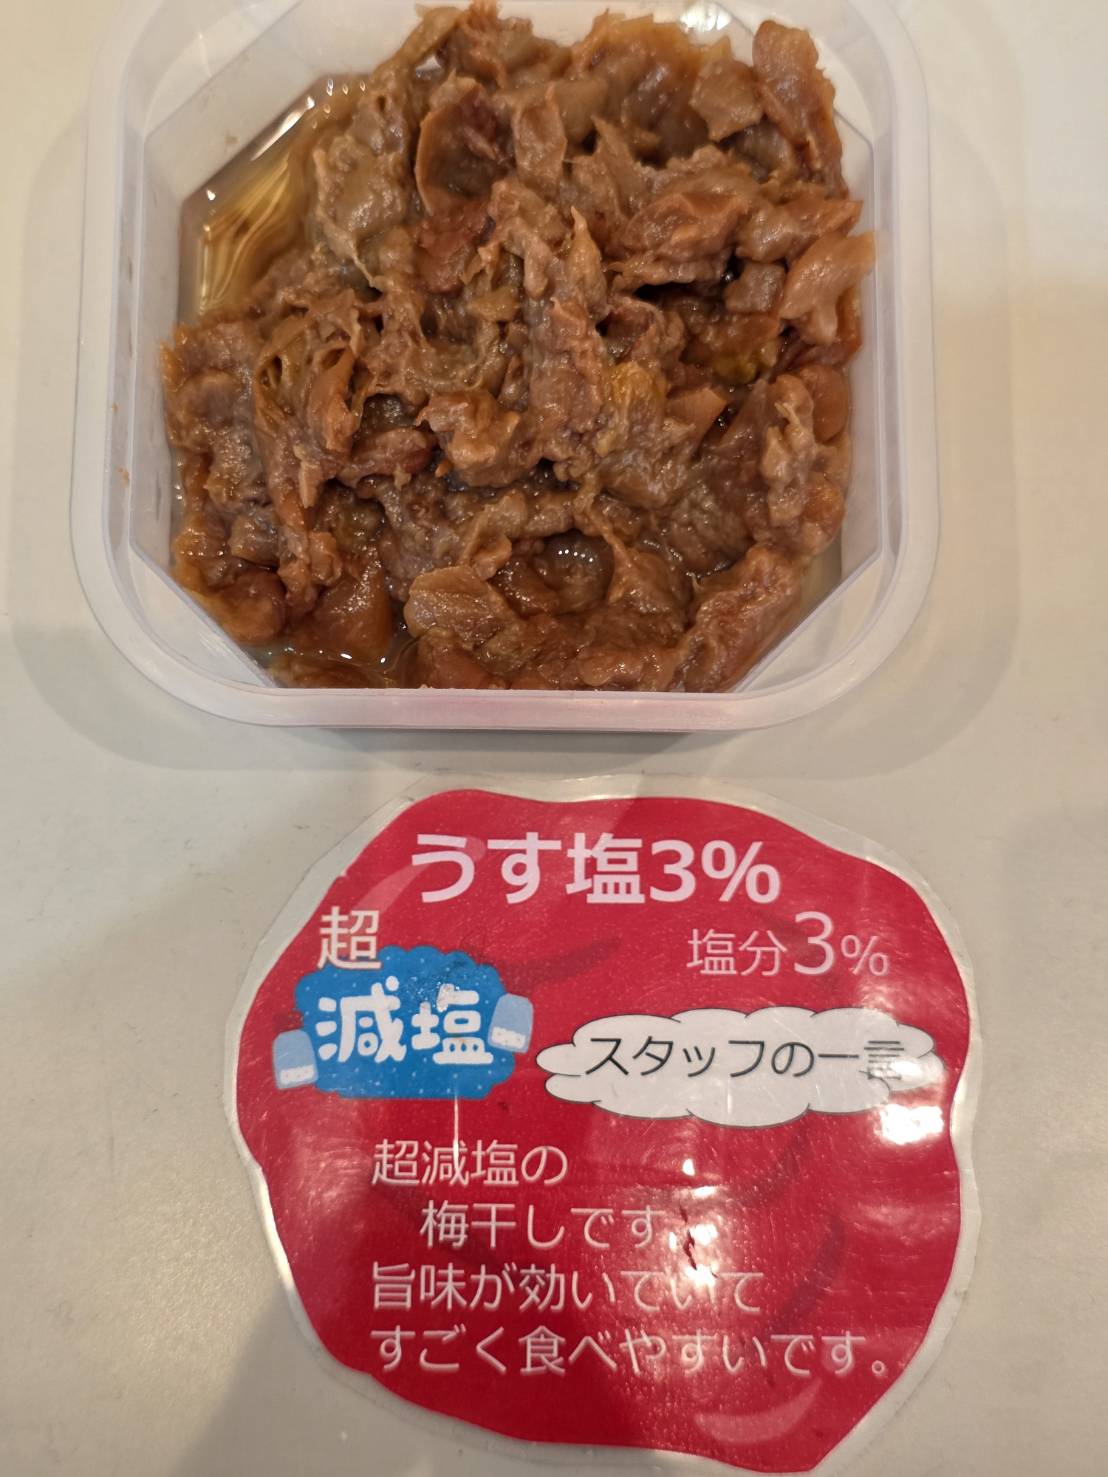 うす塩3%
超
減塩
塩分3%
スタッフの一言
超減塩の
梅干しです。
旨味が効いていて
すごく食べやすいです。